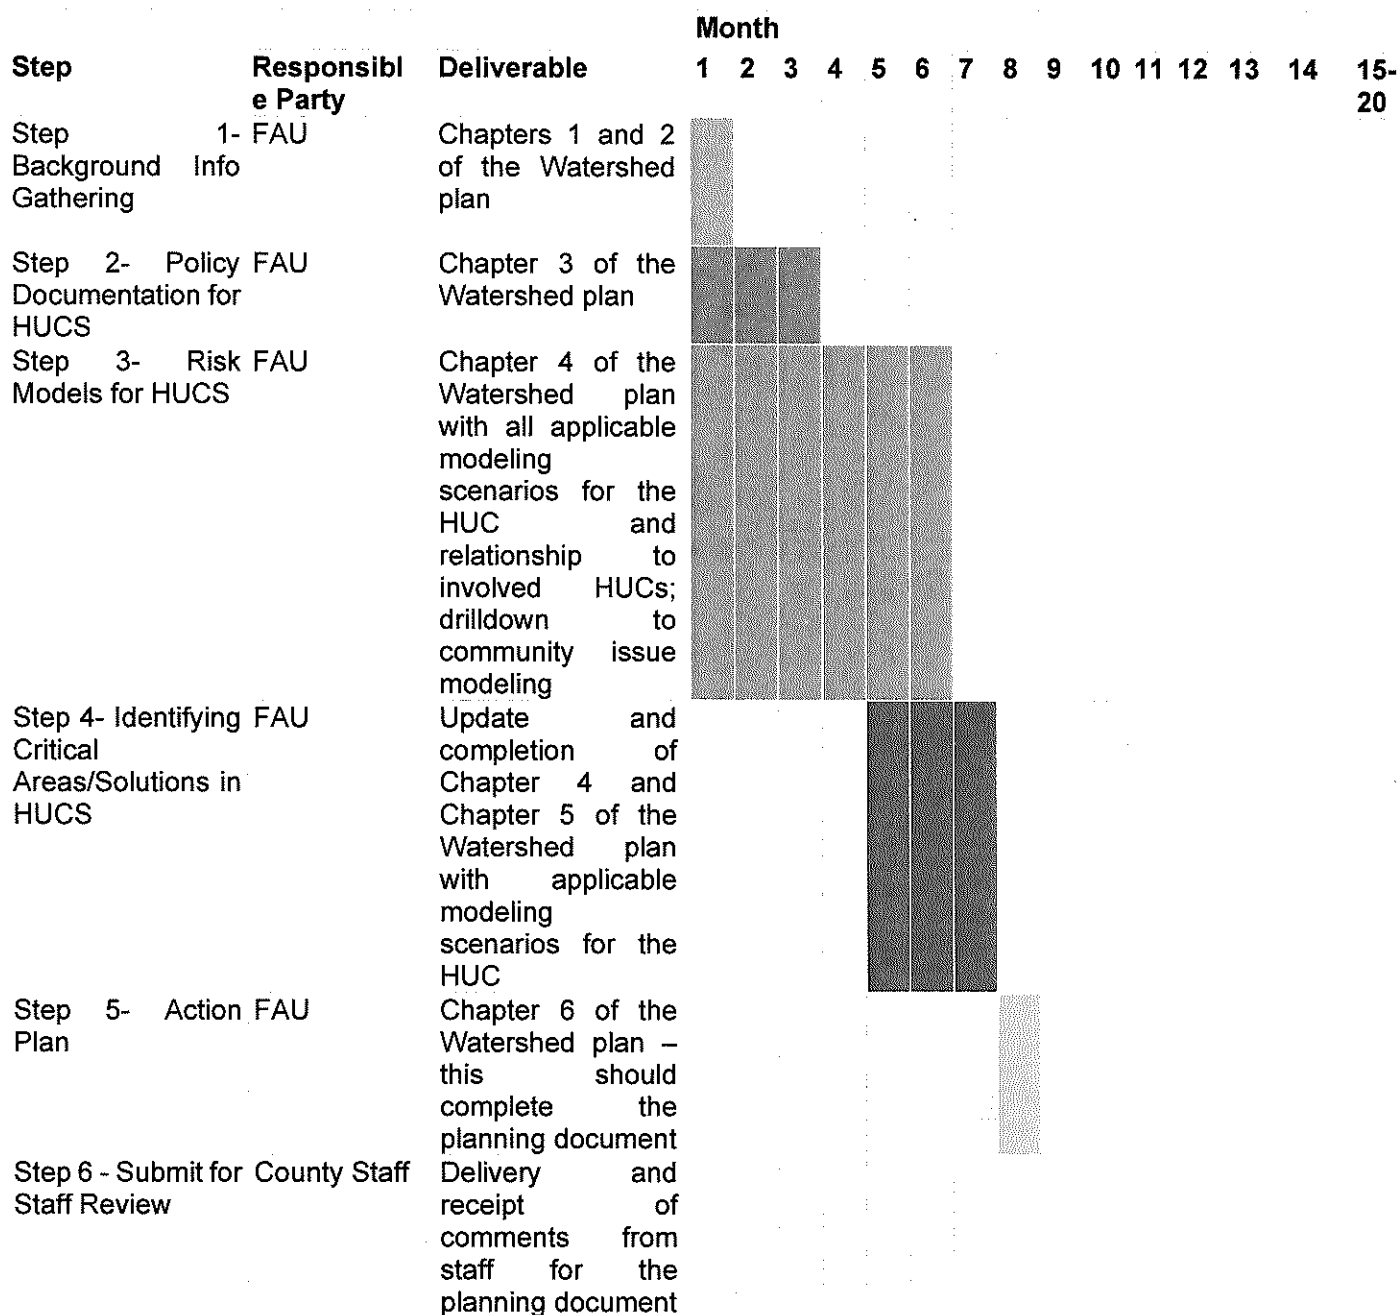 Month
Step Responsibl Deliverable 1 2 3 4 5 6 7 8 9 10 11 12 13 14 15-
e Party 20
Step 1- FAU Chapters 1 and 2
Background Info of the Watershed
Gathering plan
Step 2- Policy FAU Chapter 3 of the
Documentation for Watershed plan
HUCS
Step 3- Risk FAU Chapter 4 of the
Models for HUCS Watershed plan
with all applicable
modeling
scenarios for the
HUC and
relationship to
involved HUCs;
drilldown to
community issue
modeling
Step 4- Identifying FAU Update and
Critical completion of
Areas/Solutions in Chapter 4 and
HUCS Chapter 5 of the
Watershed plan
with applicable
modeling
scenarios for the
HUC
Step 5- Action FAU Chapter 6 of the
Plan Watershed plan –
this should
complete the
planning document
Step 6 - Submit for County Staff Delivery and
Staff Review receipt of
comments from
staff for the
planning document